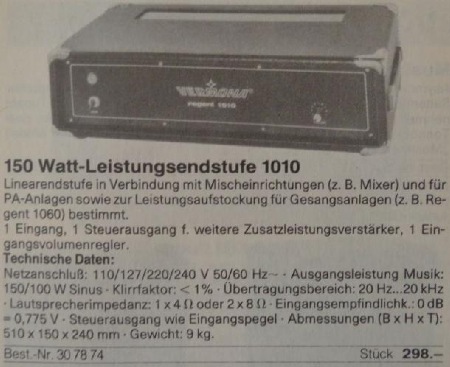 VERMONA
regent 1010
150 Watt-Leistungsendstufe 1010
Linearendstufe in Verbindung mit Mischeinrichtungen (z. B. Mixer) und für
PA-Anlagen sowie zur Leistungsaufstockung für Gesangsanlagen (z. B. Re-
gent 1060) bestimmt.
1 Eingang, 1 Steuerausgang f. weitere Zusatzleistungsverstärker, 1 Ein-
gangsvolumenregler.
Technische Daten:
Netzanschluß: 110/127/220/240 V 50/60 Hz~ · Ausgangsleistung Musik:
150/100 W Sinus · Klirrfaktor: < 1% · Übertragungsbereich: 20 Hz...20 kHz
· Lautsprecherimpedanz: 1 x 4 Ω oder 2 x 8 Ω · Eingangsempfindlichk.: 0 dB
= 0,775 V · Steuerausgang wie Eingangspegel · Abmessungen (B x H x T):
510 x 150 x 240 mm · Gewicht: 9 kg.
Best.-Nr. 30 78 74 Stück 298.–